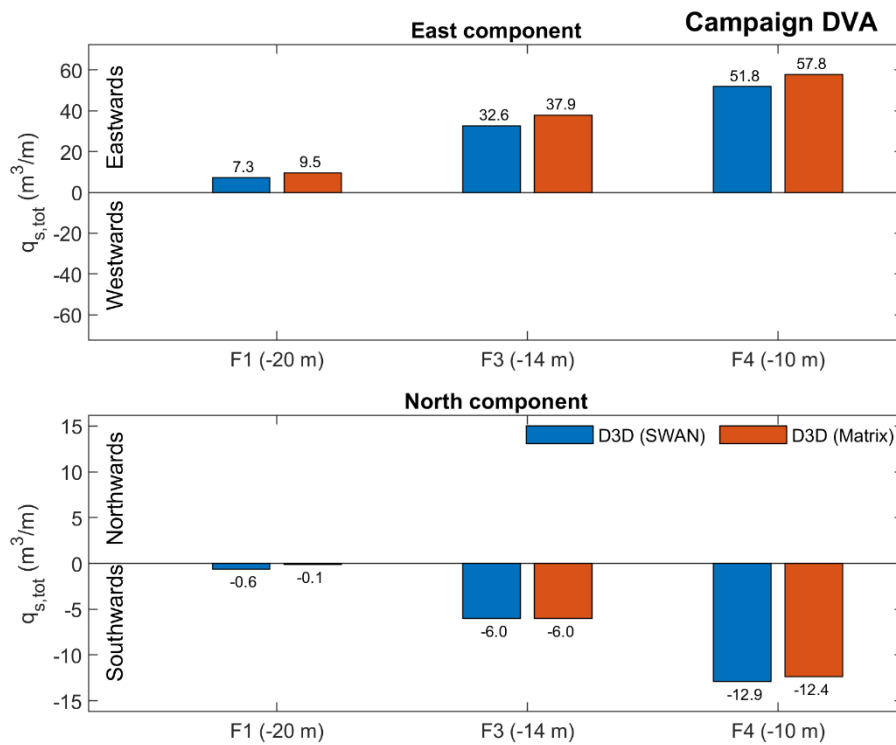 East component
Campaign DVA
q_s,tot (m³/m)
Eastwards
Westwards
60
40
20
0
-20
-40
-60
7.3
9.5
32.6
37.9
51.8
57.8
F1 (-20 m)
F3 (-14 m)
F4 (-10 m)
North component
q_s,tot (m³/m)
Northwards
Southwards
15
10
5
0
-5
-10
-15
D3D (SWAN)
D3D (Matrix)
-0.6
-0.1
-6.0
-6.0
-12.9
-12.4
F1 (-20 m)
F3 (-14 m)
F4 (-10 m)